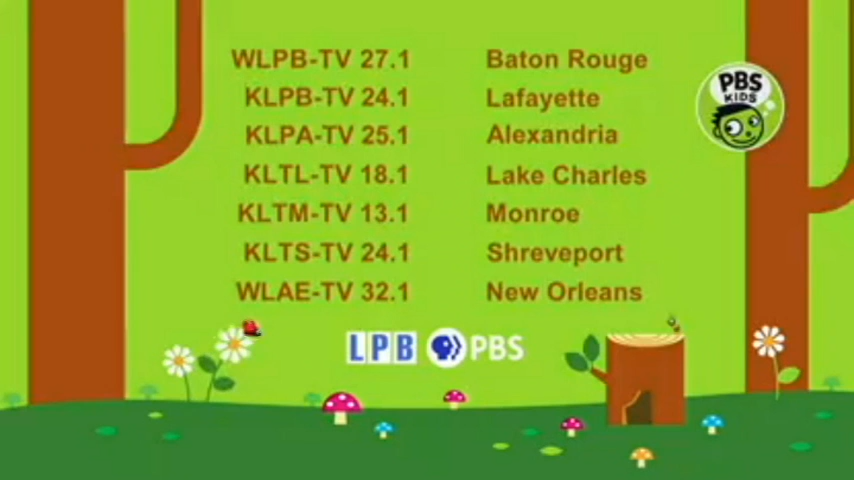 WLPB-TV 27.1 Baton Rouge
KLPB-TV 24.1 Lafayette
KLPA-TV 25.1 Alexandria
KLTL-TV 18.1 Lake Charles
KLTM-TV 13.1 Monroe
KLTS-TV 24.1 Shreveport
WLAE-TV 32.1 New Orleans
PBS
KIDS
LPB PBS